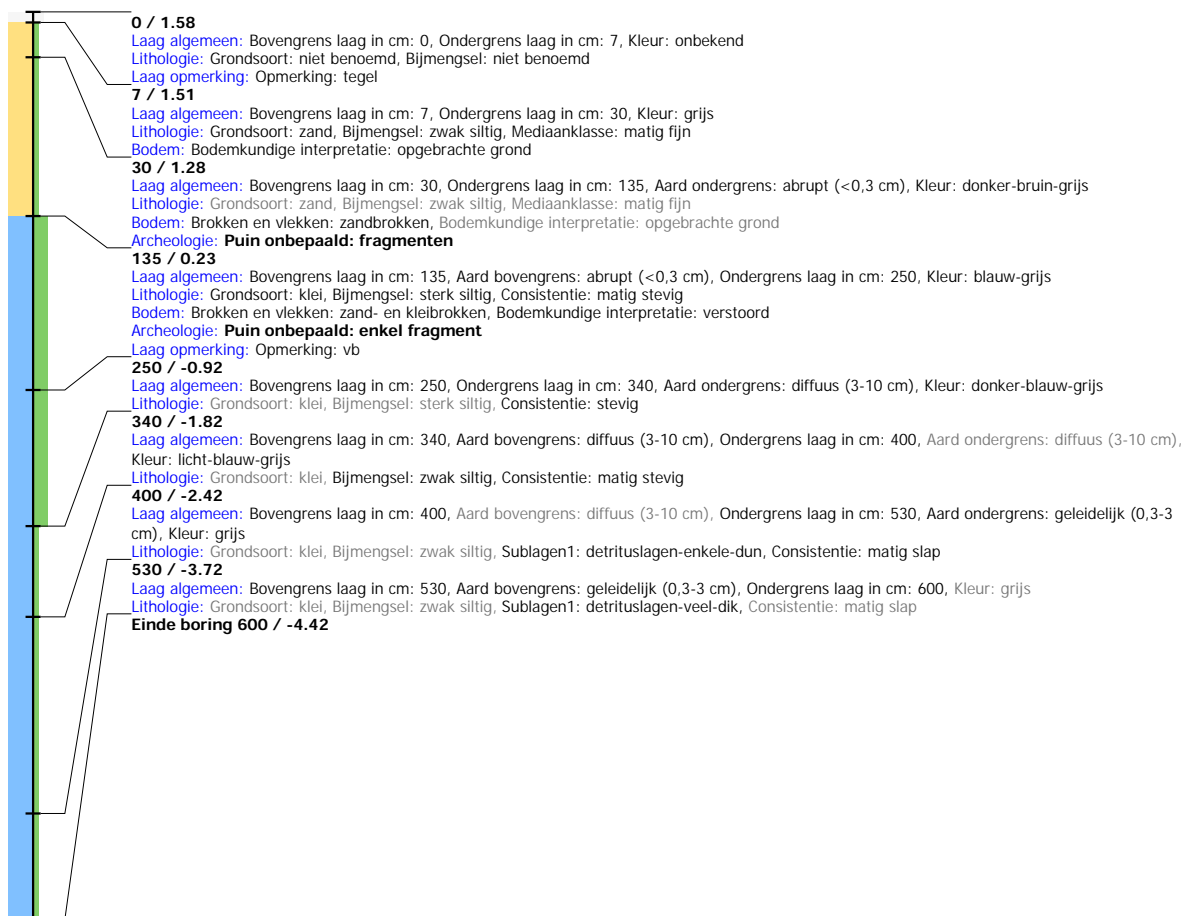 0 / 1.58
Laag algemeen: Bovengrens laag in cm: 0, Ondergrens laag in cm: 7, Kleur: onbekend
Lithologie: Grondsoort: niet benoemd, Bijmengsel: niet benoemd
Laag opmerking: Opmerking: tegel
7 / 1.51
Laag algemeen: Bovengrens laag in cm: 7, Ondergrens laag in cm: 30, Kleur: grijs
Lithologie: Grondsoort: zand, Bijmengsel: zwak siltig, Mediaanklasse: matig fijn
Bodem: Bodemkundige interpretatie: opgebrachte grond
30 / 1.28
Laag algemeen: Bovengrens laag in cm: 30, Ondergrens laag in cm: 135, Aard ondergrens: abrupt (<0,3 cm), Kleur: donker-bruin-grijs
Lithologie: Grondsoort: zand, Bijmengsel: zwak siltig, Mediaanklasse: matig fijn
Bodem: Brokken en vlekken: zandbrokken, Bodemkundige interpretatie: opgebrachte grond
Archeologie: Puin onbepaald: fragmenten
135 / 0.23
Laag algemeen: Bovengrens laag in cm: 135, Aard bovengrens: abrupt (<0,3 cm), Ondergrens laag in cm: 250, Kleur: blauw-grijs
Lithologie: Grondsoort: klei, Bijmengsel: sterk siltig, Consistentie: matig stevig
Bodem: Brokken en vlekken: zand- en kleibrokken, Bodemkundige interpretatie: verstoord
Archeologie: Puin onbepaald: enkel fragment
Laag opmerking: Opmerking: vb
250 / -0.92
Laag algemeen: Bovengrens laag in cm: 250, Ondergrens laag in cm: 340, Aard ondergrens: diffuus (3-10 cm), Kleur: donker-blauw-grijs
Lithologie: Grondsoort: klei, Bijmengsel: sterk siltig, Consistentie: stevig
340 / -1.82
Laag algemeen: Bovengrens laag in cm: 340, Aard bovengrens: diffuus (3-10 cm), Ondergrens laag in cm: 400, Aard ondergrens: diffuus (3-10 cm),
Kleur: licht-blauw-grijs
Lithologie: Grondsoort: klei, Bijmengsel: zwak siltig, Consistentie: matig stevig
400 / -2.42
Laag algemeen: Bovengrens laag in cm: 400, Aard bovengrens: diffuus (3-10 cm), Ondergrens laag in cm: 530, Aard ondergrens: geleidelijk (0,3-3
cm), Kleur: grijs
Lithologie: Grondsoort: klei, Bijmengsel: zwak siltig, Sublagen1: detrituslagen-enkele-dun, Consistentie: matig slap
530 / -3.72
Laag algemeen: Bovengrens laag in cm: 530, Aard bovengrens: geleidelijk (0,3-3 cm), Ondergrens laag in cm: 600, Kleur: grijs
Lithologie: Grondsoort: klei, Bijmengsel: zwak siltig, Sublagen1: detrituslagen-veel-dik, Consistentie: matig slap
Einde boring 600 / -4.42